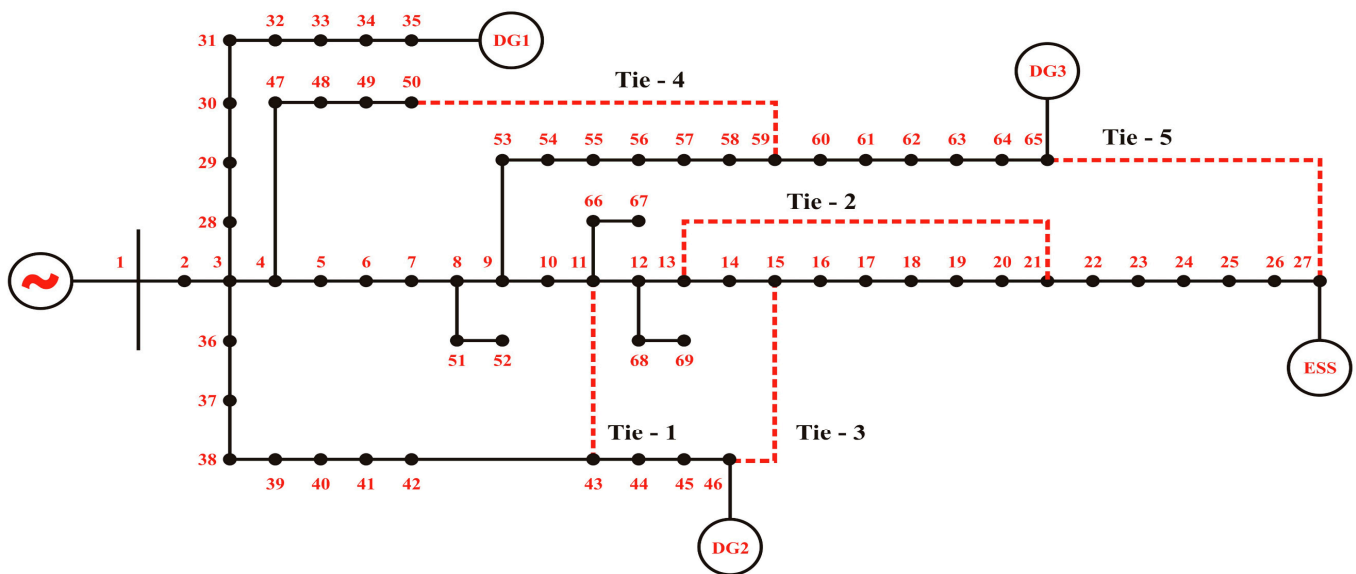 32 33 34 35
31 DG1
47 48 49 50 Tie - 4 DG3
30
53 54 55 56 57 58 59 60 61 62 63 64 65 Tie - 5
29
66 67 Tie - 2
28
1 2 3 4 5 6 7 8 9 10 11 12 13 14 15 16 17 18 19 20 21 22 23 24 25 26 27
~
36
51 52 68 69
ESS
37
Tie - 1 Tie - 3
38
39 40 41 42 43 44 45 46
DG2